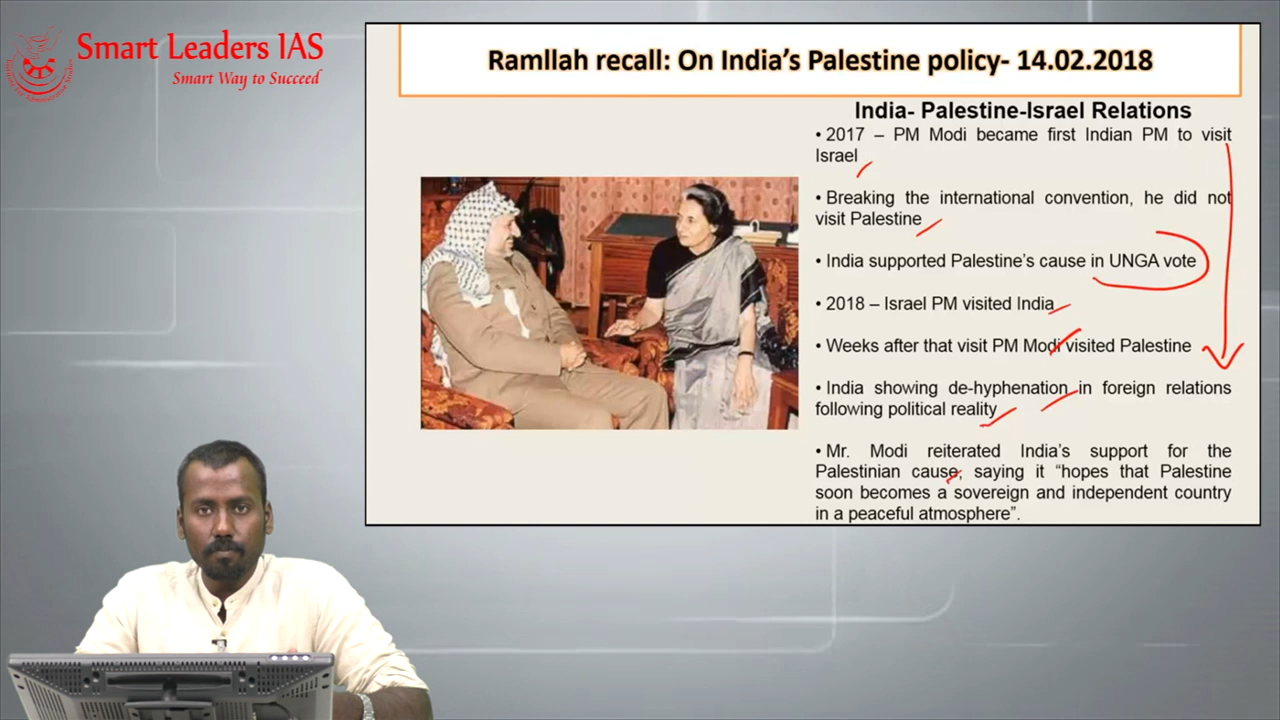 Smart Leaders IAS
Smart Way to Succeed
Ramllah recall: On India's Palestine policy- 14.02.2018
India- Palestine-Israel Relations
• 2017 – PM Modi became first Indian PM to visit
Israel
• Breaking the international convention, he did not
visit Palestine
• India supported Palestine's cause in UNGA vote
• 2018 – Israel PM visited India
• Weeks after that visit PM Modi visited Palestine
• India showing de-hyphenation in foreign relations
following political reality
• Mr. Modi reiterated India's support for the
Palestinian cause, saying it “hopes that Palestine
soon becomes a sovereign and independent country
in a peaceful atmosphere”.